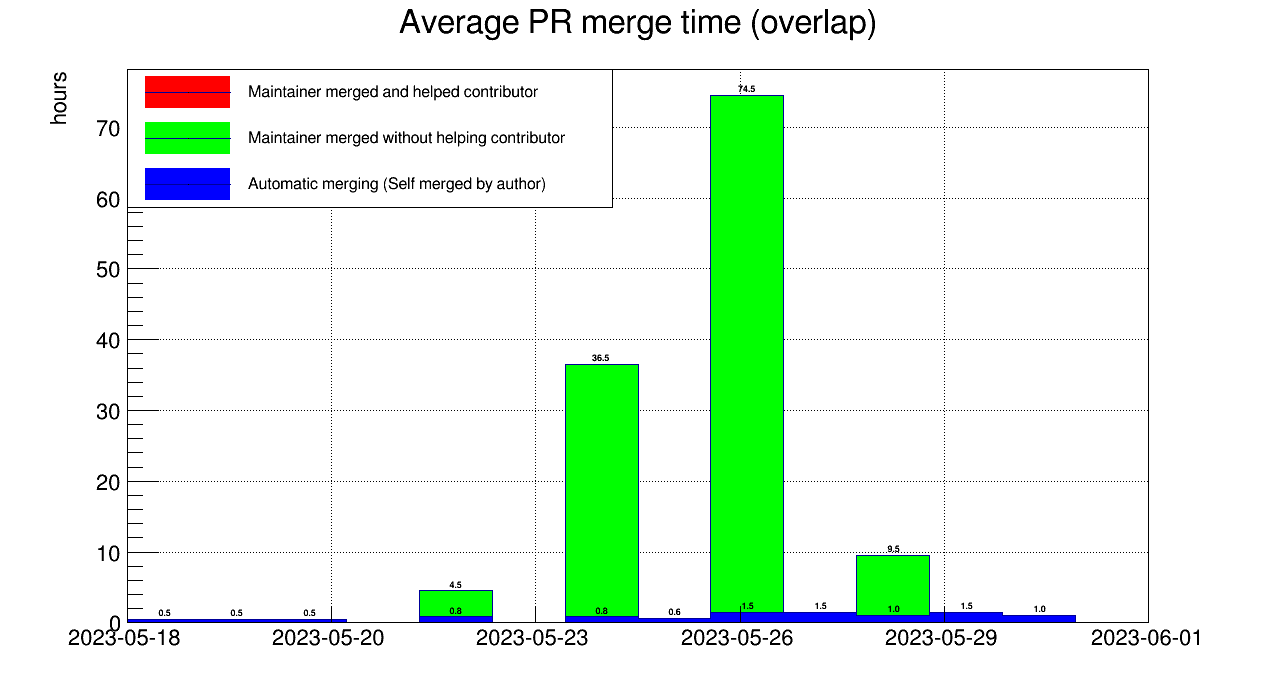 Average PR merge time (overlap)
hours
Maintainer merged and helped contributor
Maintainer merged without helping contributor
Automatic merging (Self merged by author)
70
60
50
40
30
20
10
0
74.5
36.5
9.5
4.5
0.5 0.5 0.5 0.8 0.8 0.6 1.5 1.5 1.0 1.5 1.0
2023-05-18 2023-05-20 2023-05-23 2023-05-26 2023-05-29 2023-06-01